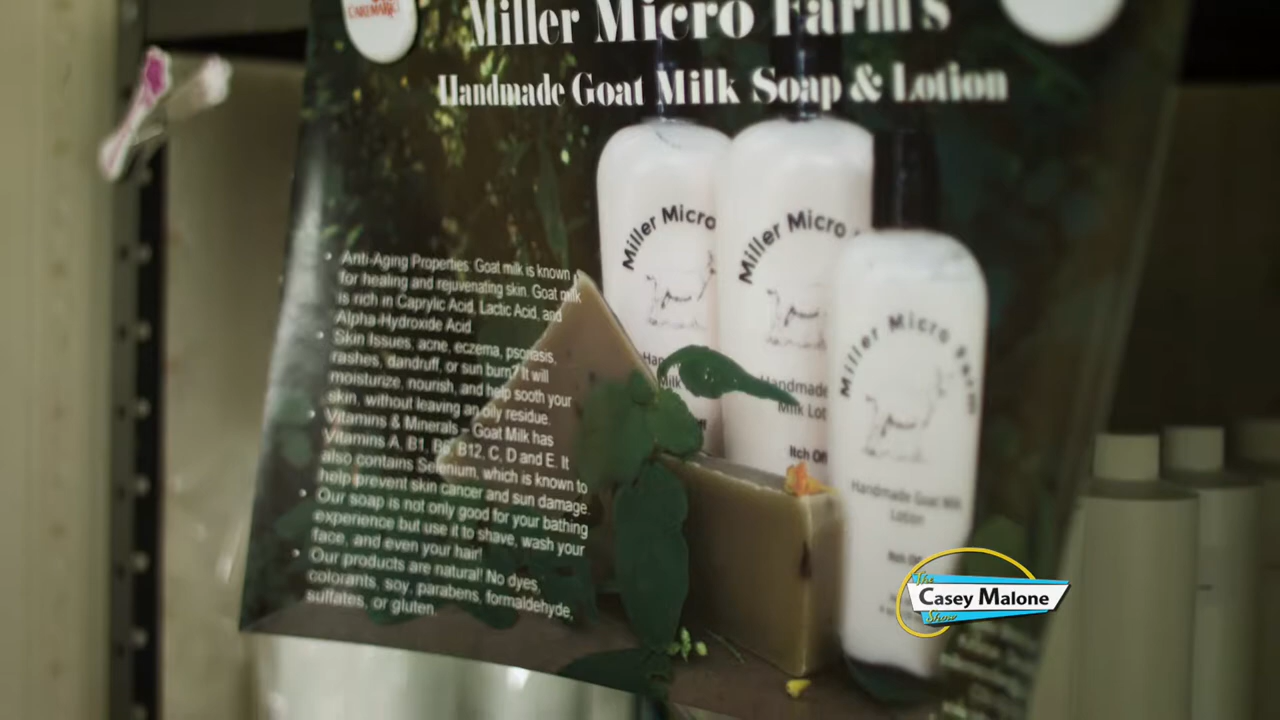 CAREMARK
Miller Micro Farm's
Handmade Goat Milk Soap & Lotion
Miller Micro
Miller Micro
Miller Micro Farm
• Anti-Aging Properties: Goat milk is known
for healing and rejuvenating skin. Goat milk
is rich in Caprylic Acid, Lactic Acid, and
Alpha-Hydroxide Acid.
• Skin Issues, acne, eczema, psoriasis,
rashes, dandruff, or sun burn? It will
moisturize, nourish, and help sooth your
skin, without leaving an oily residue.
• Vitamins & Minerals – Goat Milk has
Vitamins A, B1, B6, B12, C, D and E. It
also contains Selenium, which is known to
help prevent skin cancer and sun damage.
• Our soap is not only good for your bathing
experience but use it to shave, wash your
face, and even your hair!
• Our products are natural! No dyes,
colorants, soy, parabens, formaldehyde,
sulfates, or gluten.
Milk
Handmade
Milk Lot
Itch Off
Handmade Goat Milk
Lotion
Itch Off
The
Casey Malone
Show